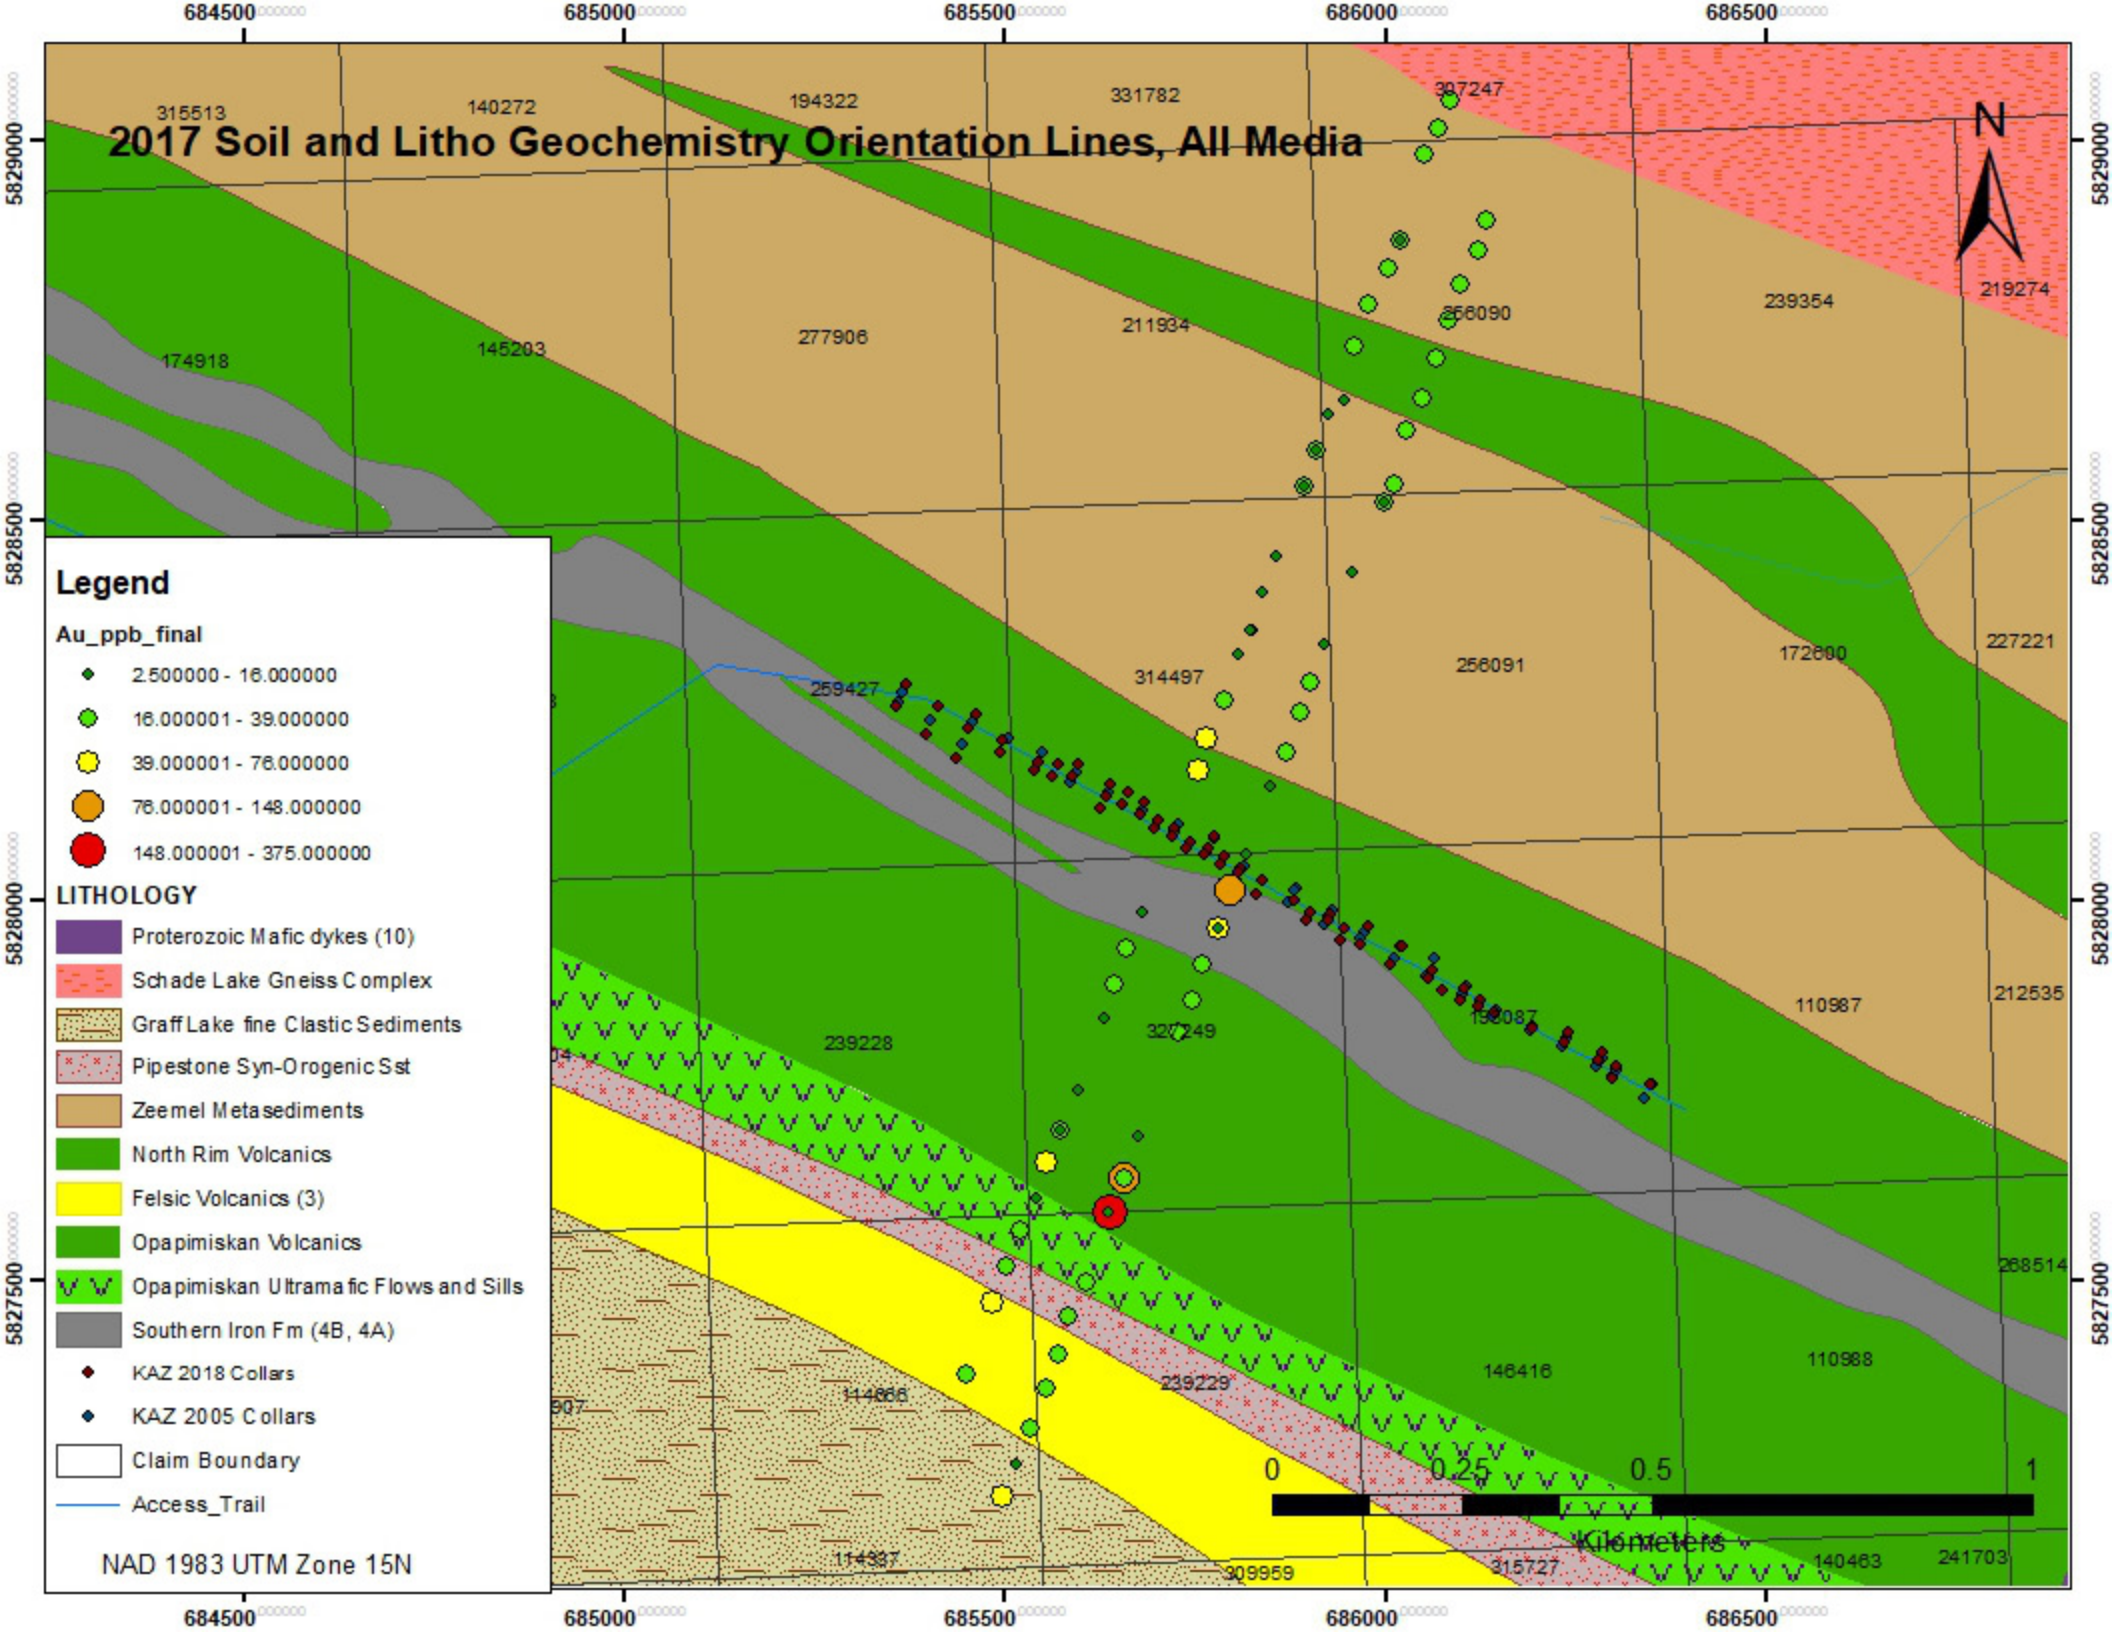 684500 685000 685500 686000 686500
2017 Soil and Litho Geochemistry Orientation Lines, All Media
N
5829000
5828500
5828000
5827500
5829000
5828500
5828000
5827500
315513
140272
194322
331782
307247
174918
145203
277906
211934
256090
239354
219274
259427
314497
256091
172600
227221
239228
327249
198087
110987
212535
114666
239229
146416
110988
268514
907
114337
309959
315727
140463
241703
Legend
Au_ppb_final
2.500000 - 16.000000
16.000001 - 39.000000
39.000001 - 76.000000
76.000001 - 148.000000
148.000001 - 375.000000
LITHOLOGY
Proterozoic Mafic dykes (10)
Schade Lake Gneiss Complex
Graff Lake fine Clastic Sediments
Pipestone Syn-Orogenic Sst
Zeemel Metasediments
North Rim Volcanics
Felsic Volcanics (3)
Opapimiskan Volcanics
Opapimiskan Ultramafic Flows and Sills
Southern Iron Fm (4B, 4A)
KAZ 2018 Collars
KAZ 2005 Collars
Claim Boundary
Access_Trail
NAD 1983 UTM Zone 15N
0 0.25 0.5 1
Kilometers
684500 685000 685500 686000 686500